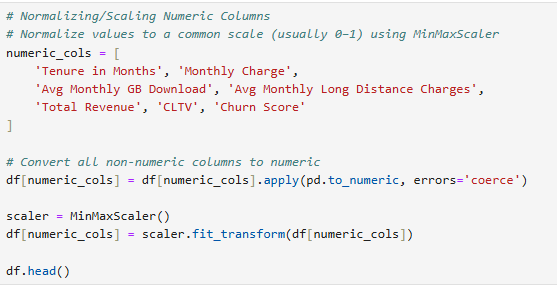 # Normalizing/Scaling Numeric Columns
# Normalize values to a common scale (usually 0–1) using MinMaxScaler
numeric_cols = [
    'Tenure in Months', 'Monthly Charge',
    'Avg Monthly GB Download', 'Avg Monthly Long Distance Charges',
    'Total Revenue', 'CLTV', 'Churn Score'
]
# Convert all non-numeric columns to numeric
df[numeric_cols] = df[numeric_cols].apply(pd.to_numeric, errors='coerce')
scaler = MinMaxScaler()
df[numeric_cols] = scaler.fit_transform(df[numeric_cols])
df.head()